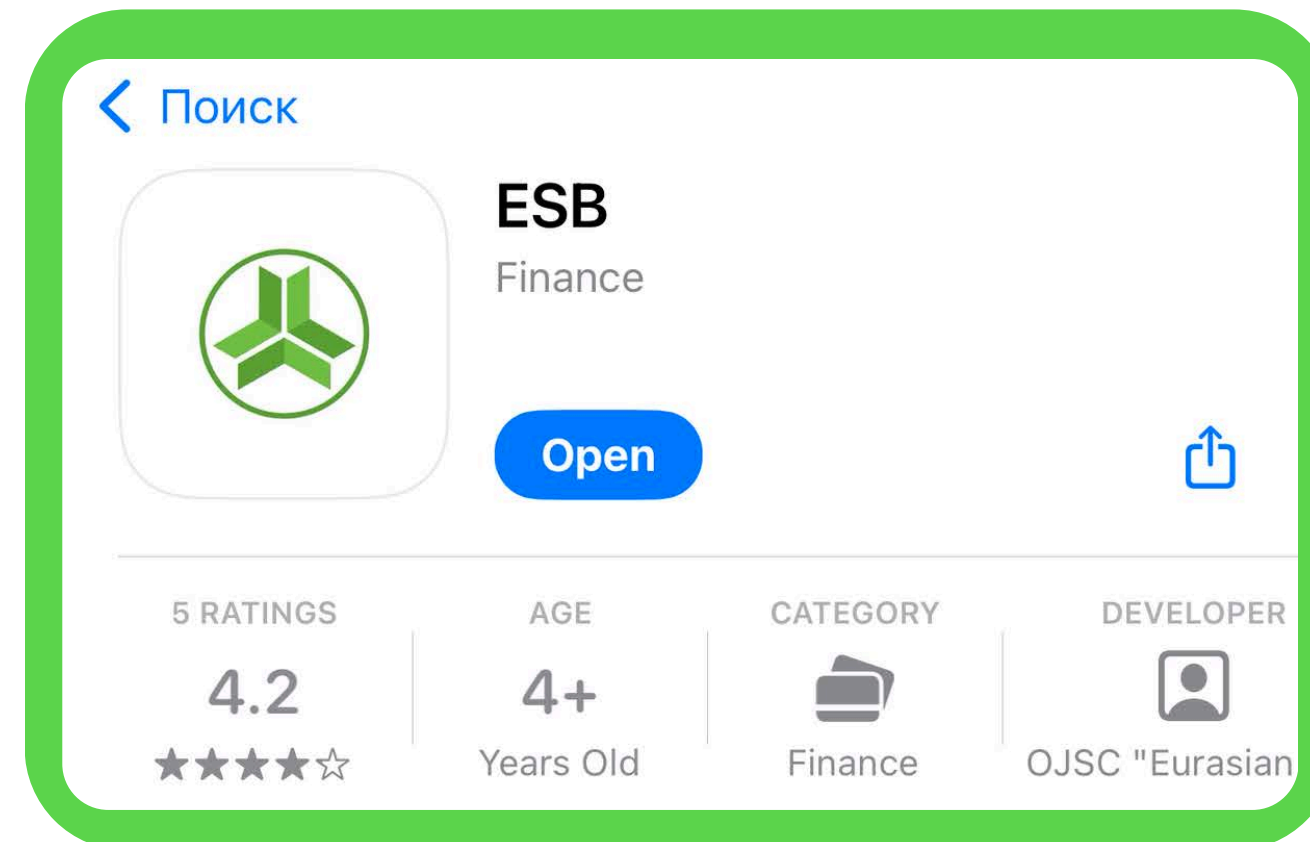 Поиск
ESB
Finance
Open
5 RATINGS
AGE
CATEGORY
DEVELOPER
4.2
4+
Years Old
Finance
OJSC "Eurasian